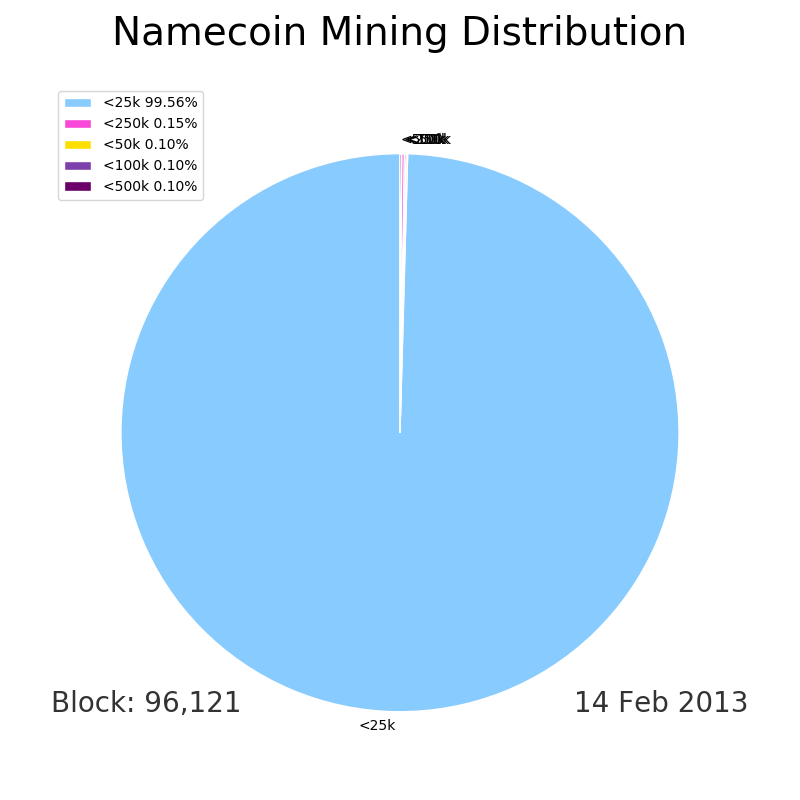 Namecoin Mining Distribution
<25k 99.56%
<250k 0.15%
<50k 0.10%
<100k 0.10%
<500k 0.10%
<25k
Block: 96,121
14 Feb 2013